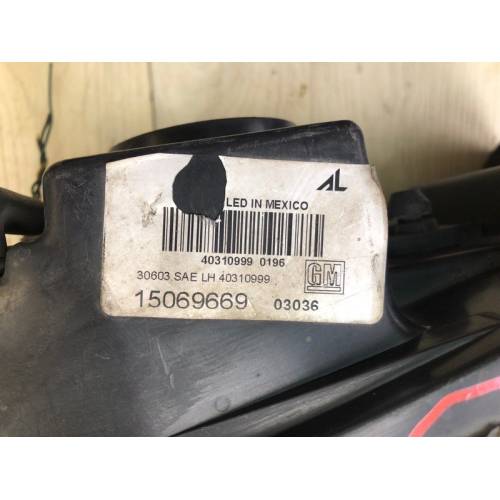 AL
LED IN MEXICO
40310999 0196
30603 SAE LH 40310999
GM
15069669 03036